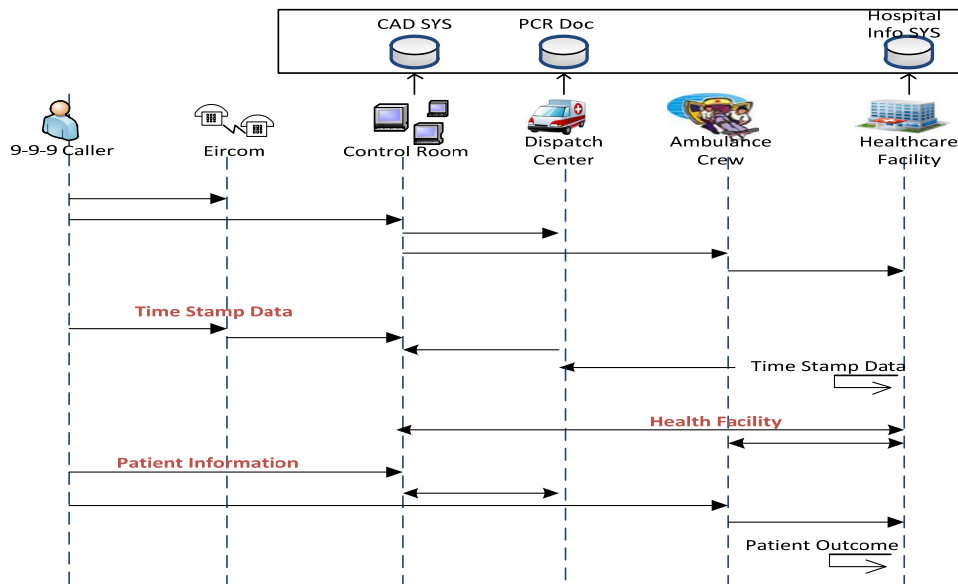 CAD SYS
PCR Doc
Hospital
Info SYS
9-9-9 Caller
Eircom
Control Room
Dispatch
Center
Ambulance
Crew
Healthcare
Facility
Time Stamp Data
Time Stamp Data
Health Facility
Patient Information
Patient Outcome